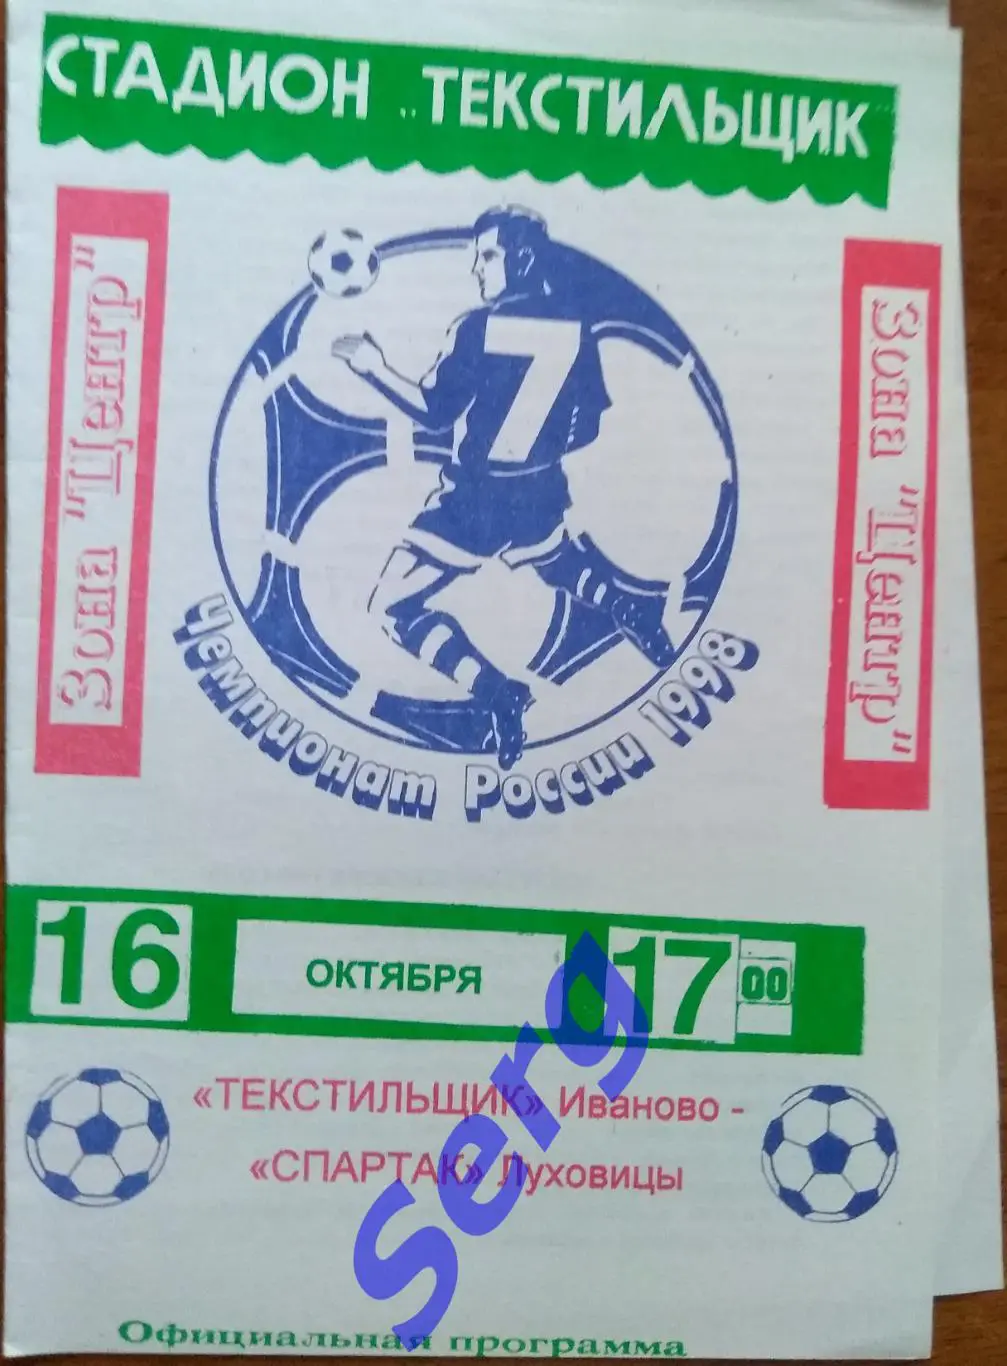 СТАДИОН „ТЕКСТИЛЬЩИК"
Зона "Центр"
7
Зона "Центр"
Чемпионат России 1998
16 ОКТЯБРЯ 17 00
«ТЕКСТИЛЬЩИК» Иваново -
«СПАРТАК» Луховицы
Serg
Официальная программа